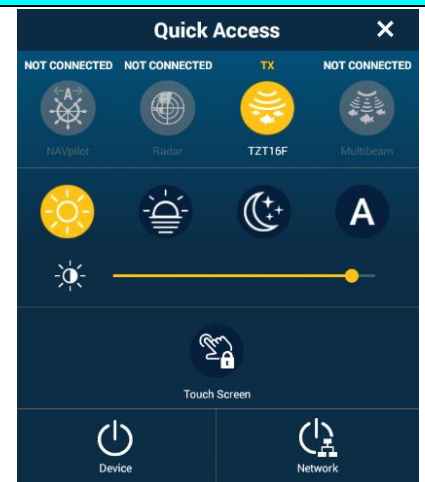 Quick Access
NOT CONNECTED NOT CONNECTED TX NOT CONNECTED
A
NAVpilot Radar TZT16F Multibeam
A
Touch Screen
Device Network